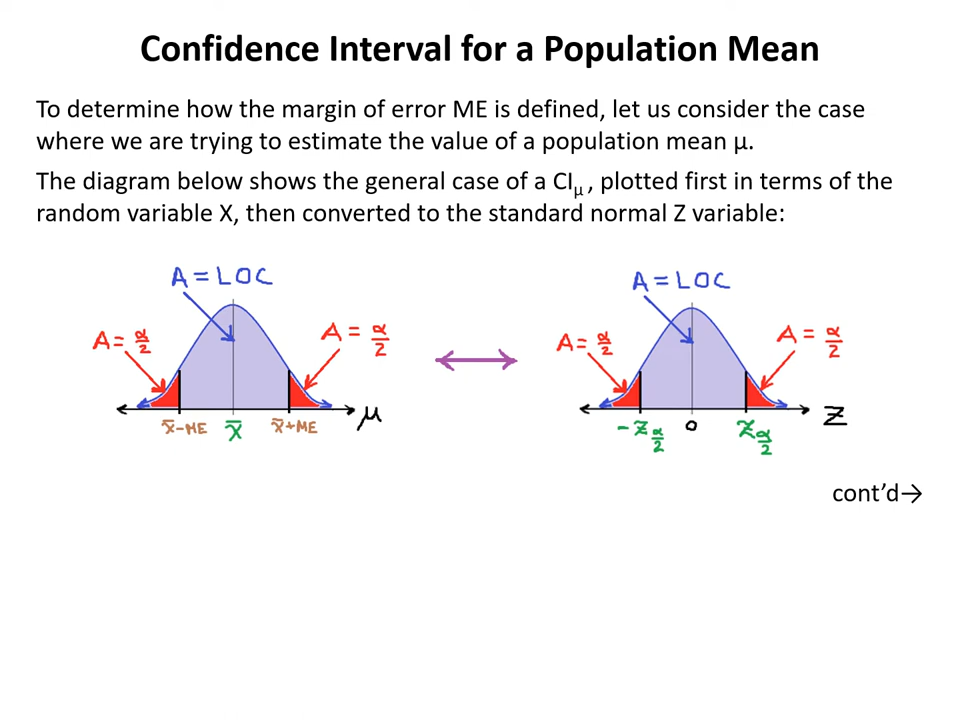 Confidence Interval for a Population Mean
To determine how the margin of error ME is defined, let us consider the case
where we are trying to estimate the value of a population mean μ.
The diagram below shows the general case of a CIμ , plotted first in terms of the
random variable X, then converted to the standard normal Z variable:
A = LOC
A = α/2
A = α/2
x̄-ME
x̄
x̄+ME
μ
A = LOC
A = α/2
A = α/2
-Zα/2
0
Zα/2
Z
cont’d→